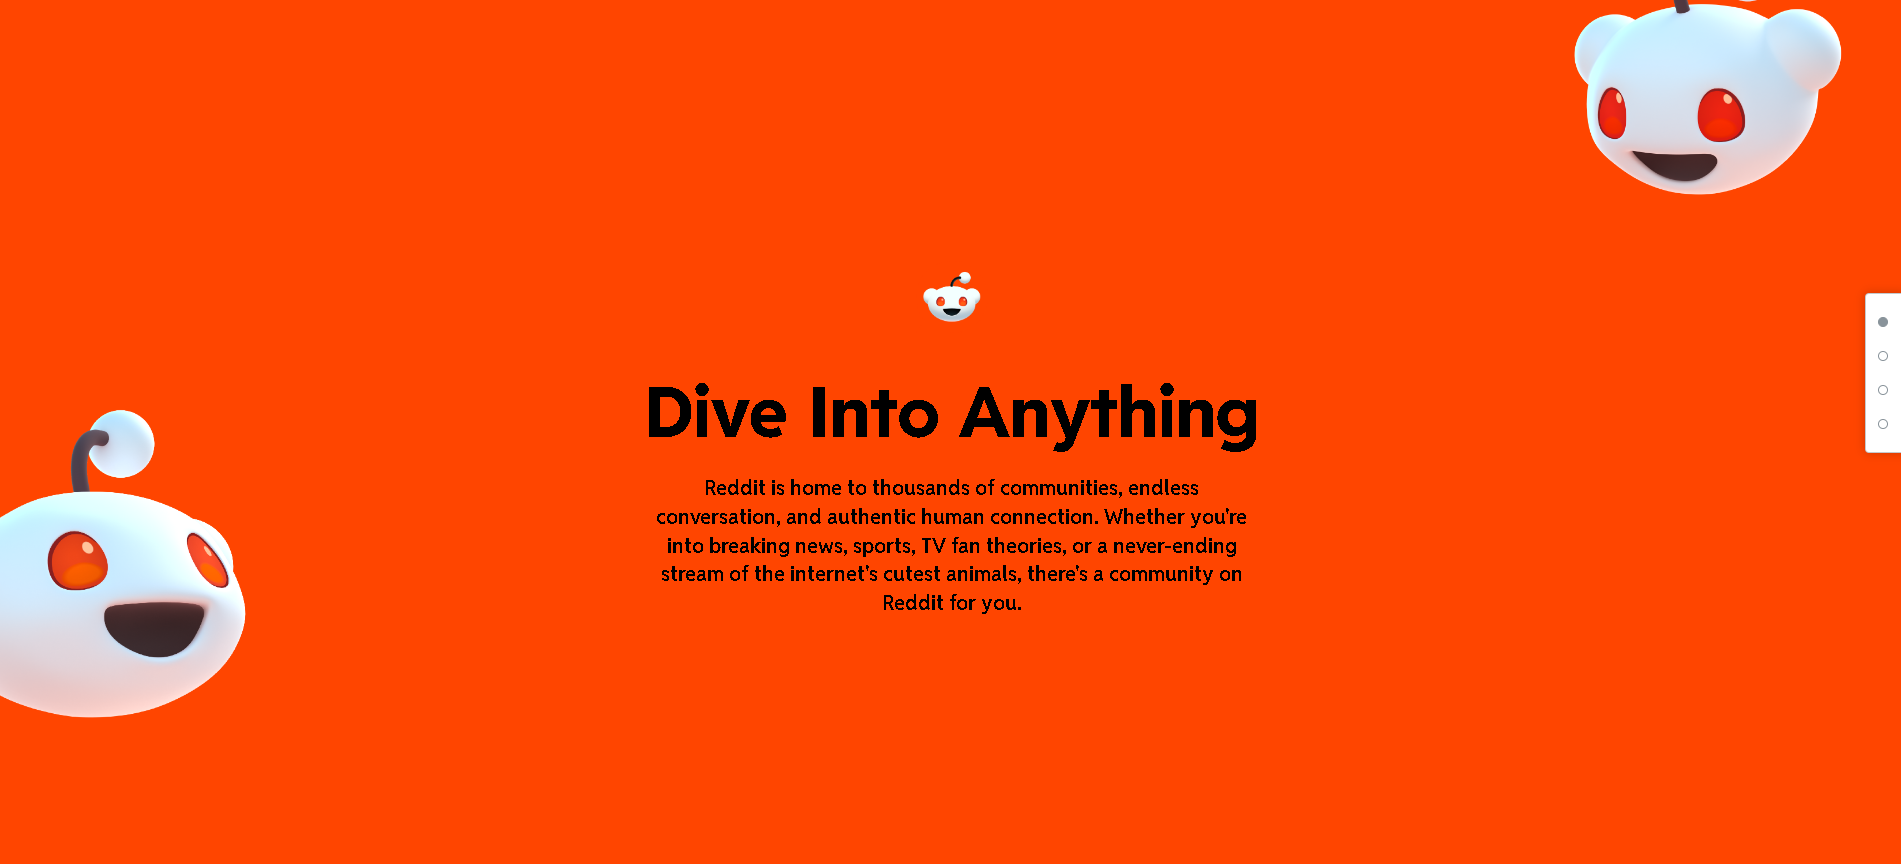 Dive Into Anything
Reddit is home to thousands of communities, endless
conversation, and authentic human connection. Whether you're
into breaking news, sports, TV fan theories, or a never-ending
stream of the internet's cutest animals, there's a community on
Reddit for you.